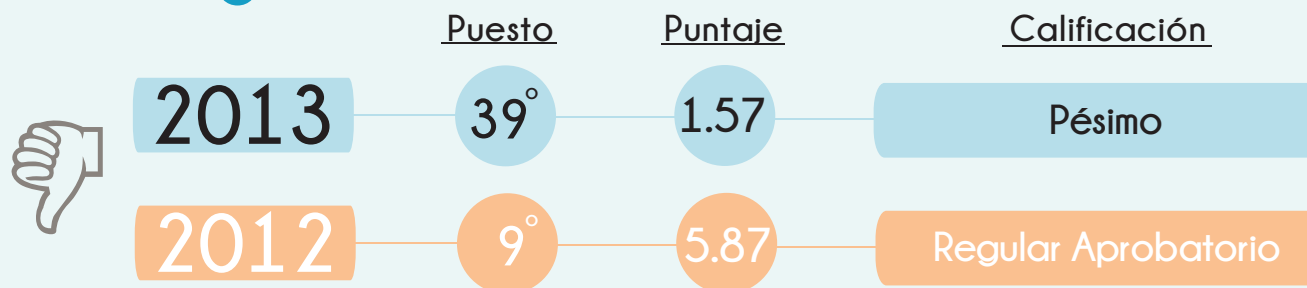 Puesto Puntaje Calificación
2013 39° 1.57 Pésimo
2012 9° 5.87 Regular Aprobatorio